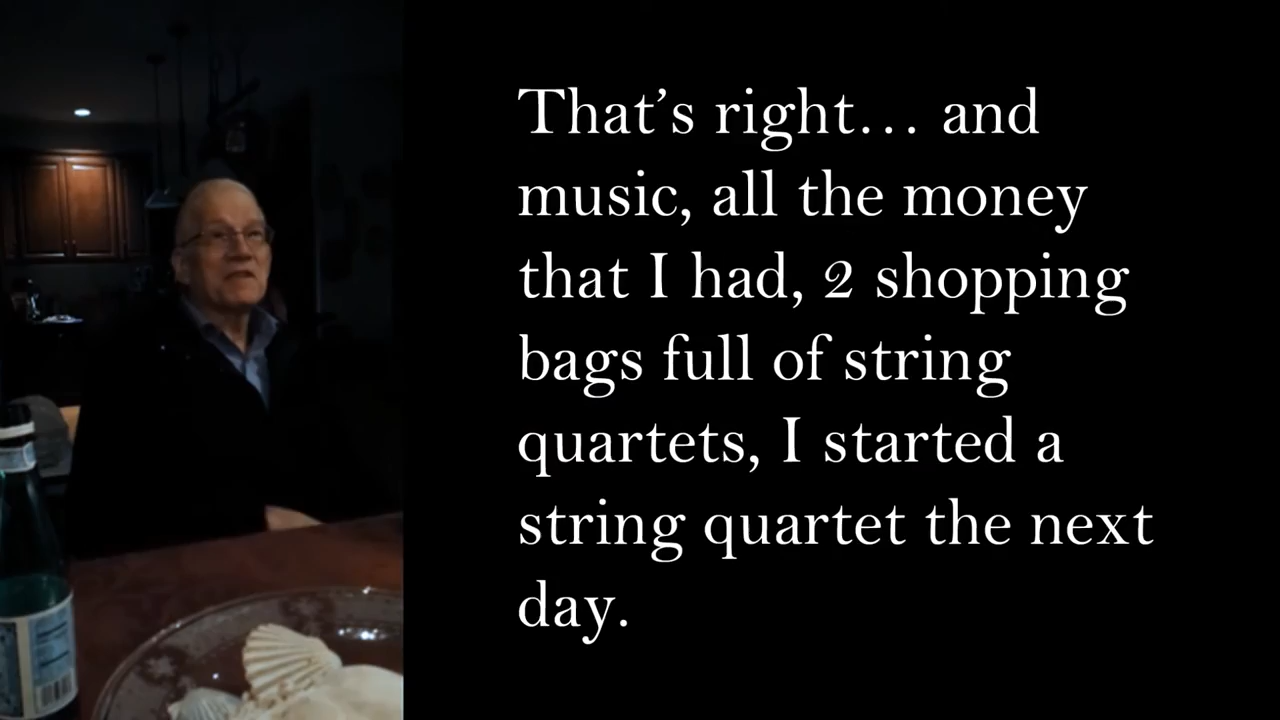 That’s right… and
music, all the money
that I had, 2 shopping
bags full of string
quartets, I started a
string quartet the next
day.